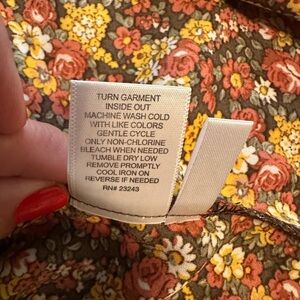 TURN GARMENT
INSIDE OUT
MACHINE WASH COLD
WITH LIKE COLORS
GENTLE CYCLE
ONLY NON-CHLORINE
BLEACH WHEN NEEDED
TUMBLE DRY LOW
REMOVE PROMPTLY
COOL IRON ON
REVERSE IF NEEDED
RN# 23243